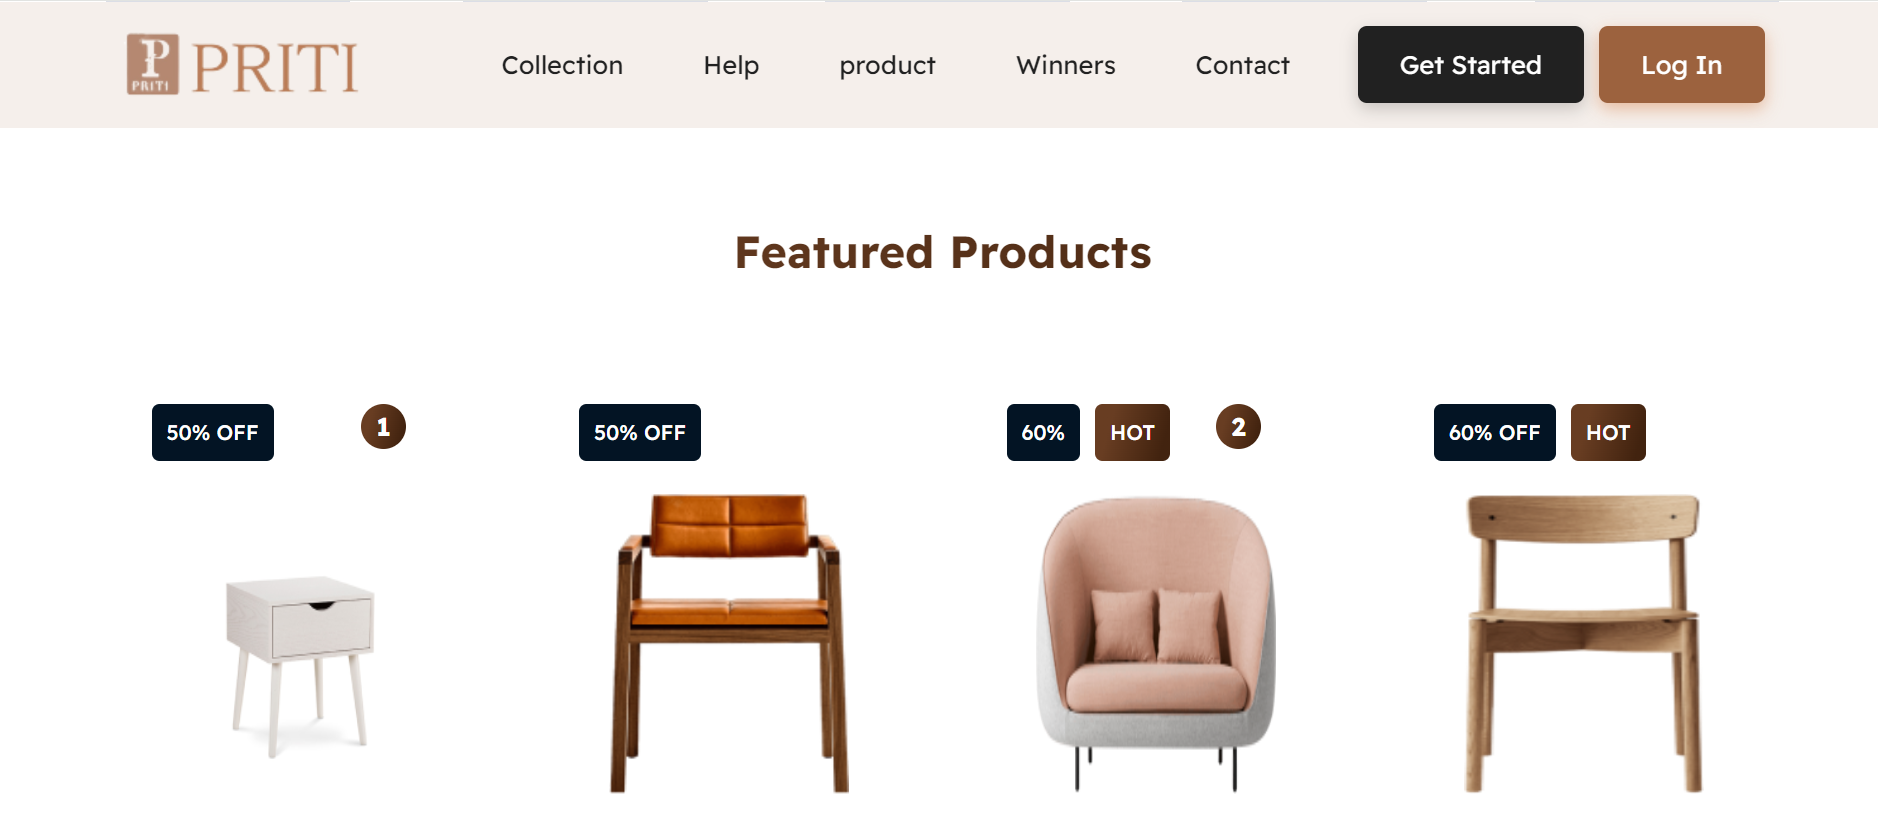 P
PRITI
PRITI
Collection
Help
product
Winners
Contact
Get Started
Log In
Featured Products
50% OFF
1
50% OFF
60%
HOT
2
60% OFF
HOT